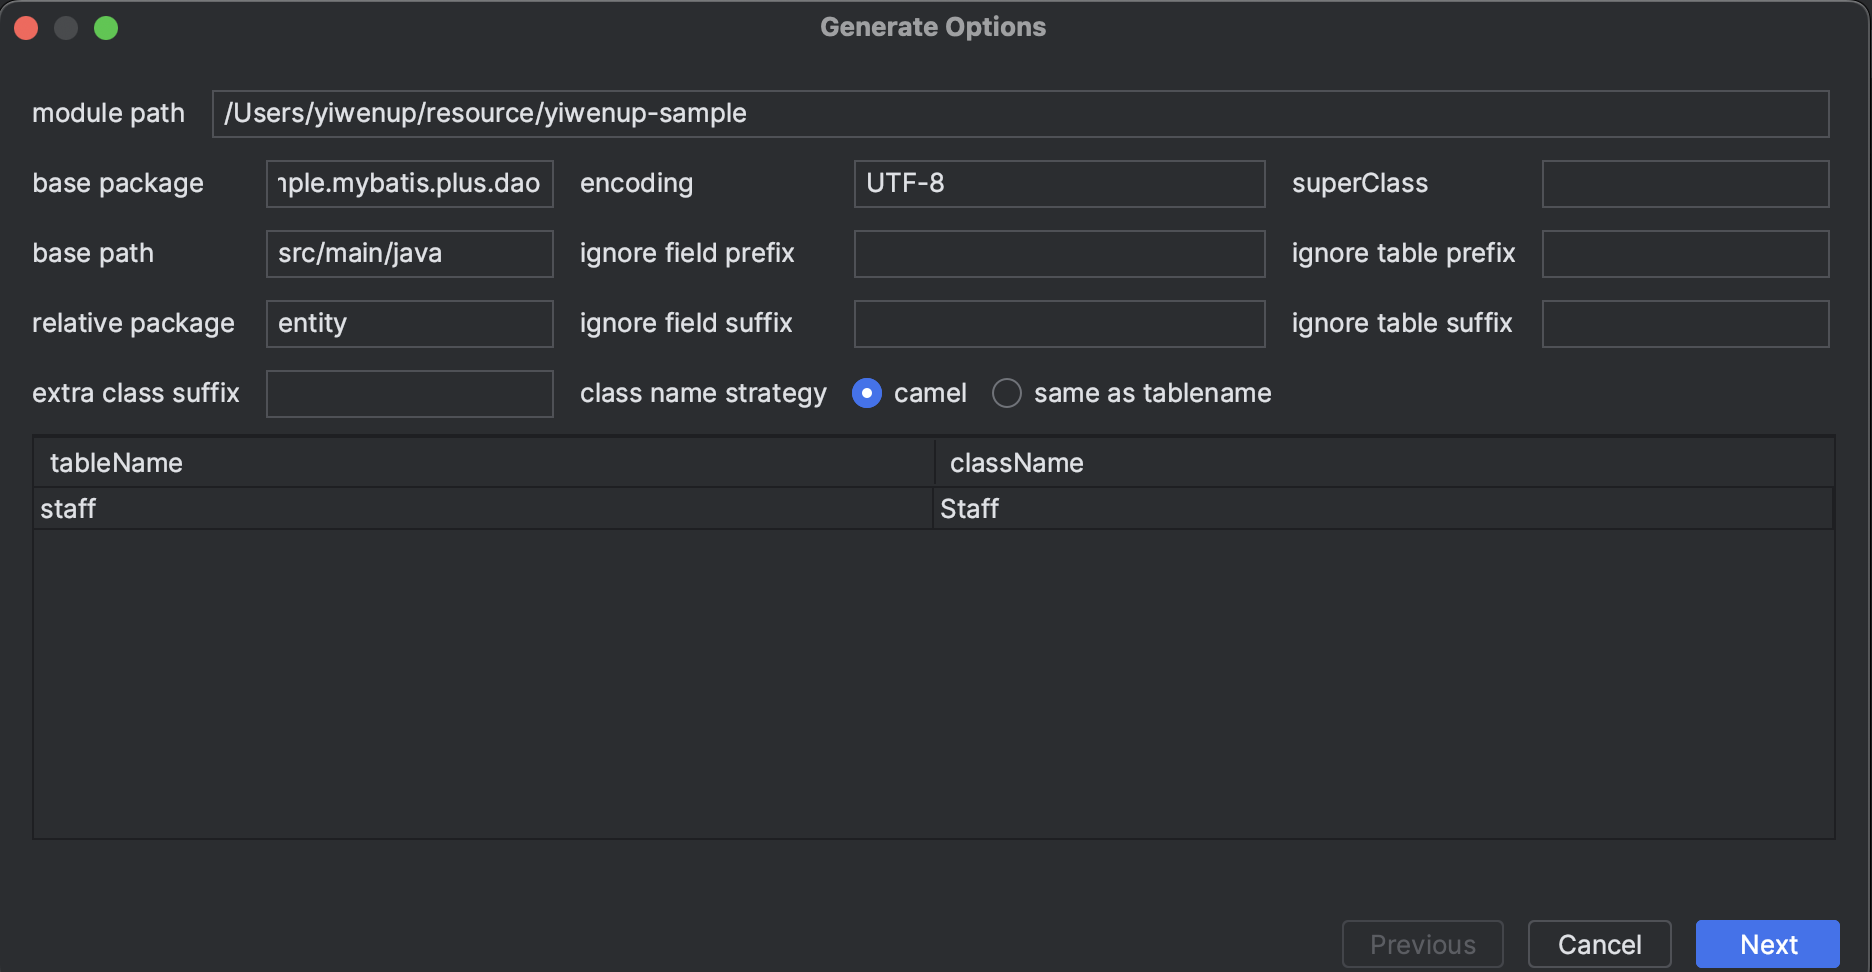 Generate Options
module path /Users/yiwenup/resource/yiwenup-sample
base package mple.mybatis.plus.dao encoding UTF-8 superClass
base path src/main/java ignore field prefix ignore table prefix
relative package entity ignore field suffix ignore table suffix
extra class suffix class name strategy camel same as tablename
tableName className
staff Staff
Previous Cancel Next